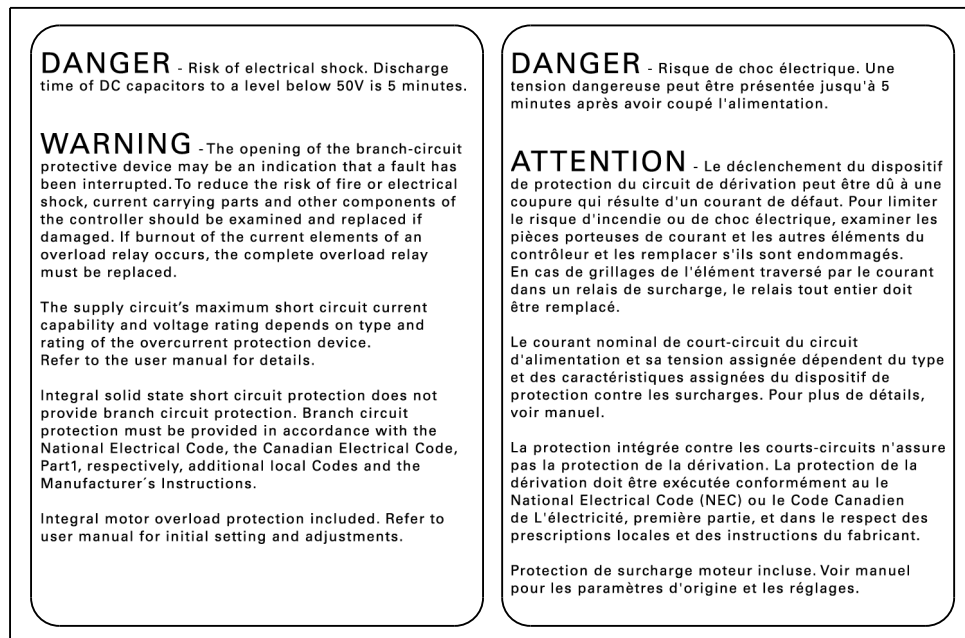 DANGER - Risk of electrical shock. Discharge
time of DC capacitors to a level below 50V is 5 minutes.
WARNING - The opening of the branch-circuit
protective device may be an indication that a fault has
been interrupted. To reduce the risk of fire or electrical
shock, current carrying parts and other components of
the controller should be examined and replaced if
damaged. If burnout of the current elements of an
overload relay occurs, the complete overload relay
must be replaced.
The supply circuit's maximum short circuit current
capability and voltage rating depends on type and
rating of the overcurrent protection device.
Refer to the user manual for details.
Integral solid state short circuit protection does not
provide branch circuit protection. Branch circuit
protection must be provided in accordance with the
National Electrical Code, the Canadian Electrical Code,
Part1, respectively, additional local Codes and the
Manufacturer´s Instructions.
Integral motor overload protection included. Refer to
user manual for initial setting and adjustments.
DANGER - Risque de choc électrique. Une
tension dangereuse peut être présentée jusqu'à 5
minutes après avoir coupé l'alimentation.
ATTENTION - Le déclenchement du dispositif
de protection du circuit de dérivation peut être dû à une
coupure qui résulte d'un courant de défaut. Pour limiter
le risque d'incendie ou de choc électrique, examiner les
pièces porteuses de courant et les autres éléments du
contrôleur et les remplacer s'ils sont endommagés.
En cas de grillages de l'élément traversé par le courant
dans un relais de surcharge, le relais tout entier doit
être remplacé.
Le courant nominal de court-circuit du circuit
d'alimentation et sa tension assignée dépendent du type
et des caractéristiques assignées du dispositif de
protection contre les surcharges. Pour plus de détails,
voir manuel.
La protection intégrée contre les courts-circuits n'assure
pas la protection de la dérivation. La protection de la
dérivation doit être exécutée conformément au le
National Electrical Code (NEC) ou le Code Canadien
de L'électricité, première partie, et dans le respect des
prescriptions locales et des instructions du fabricant.
Protection de surcharge moteur incluse. Voir manuel
pour les paramètres d'origine et les réglages.